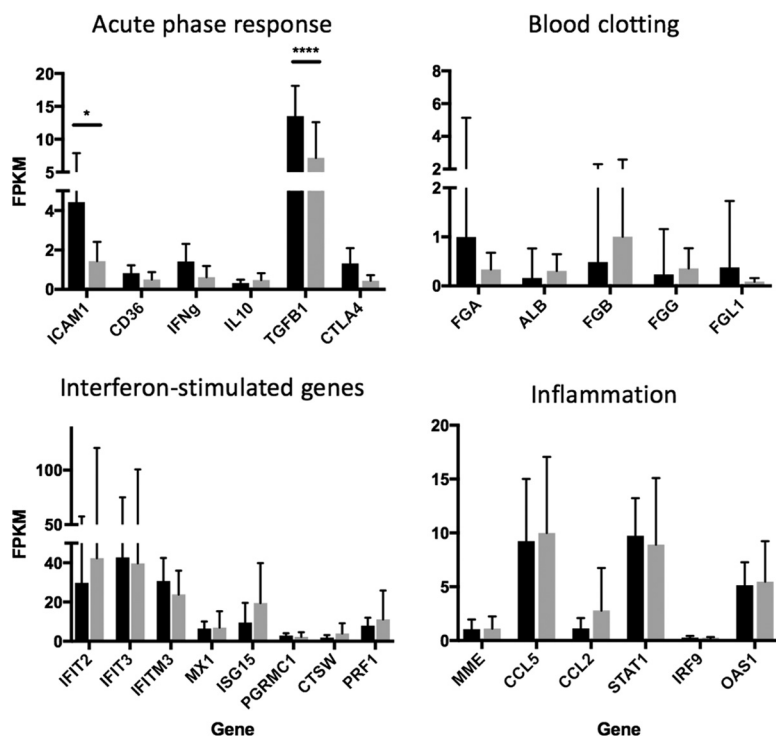 Acute phase response
****
*
20
15
10
5
4
2
0
FPKM
ICAM1
CD36
IFNg
IL10
TGFB1
CTLA4
Blood clotting
8
6
4
2
2
1
0
FGA
ALB
FGB
FGG
FGL1
Interferon-stimulated genes
100
50
40
20
0
FPKM
IFIT2
IFIT3
IFITM3
MX1
ISG15
PGRMC1
CTSW
PRF1
Gene
Inflammation
20
15
10
5
0
MME
CCL5
CCL2
STAT1
IRF9
OAS1
Gene